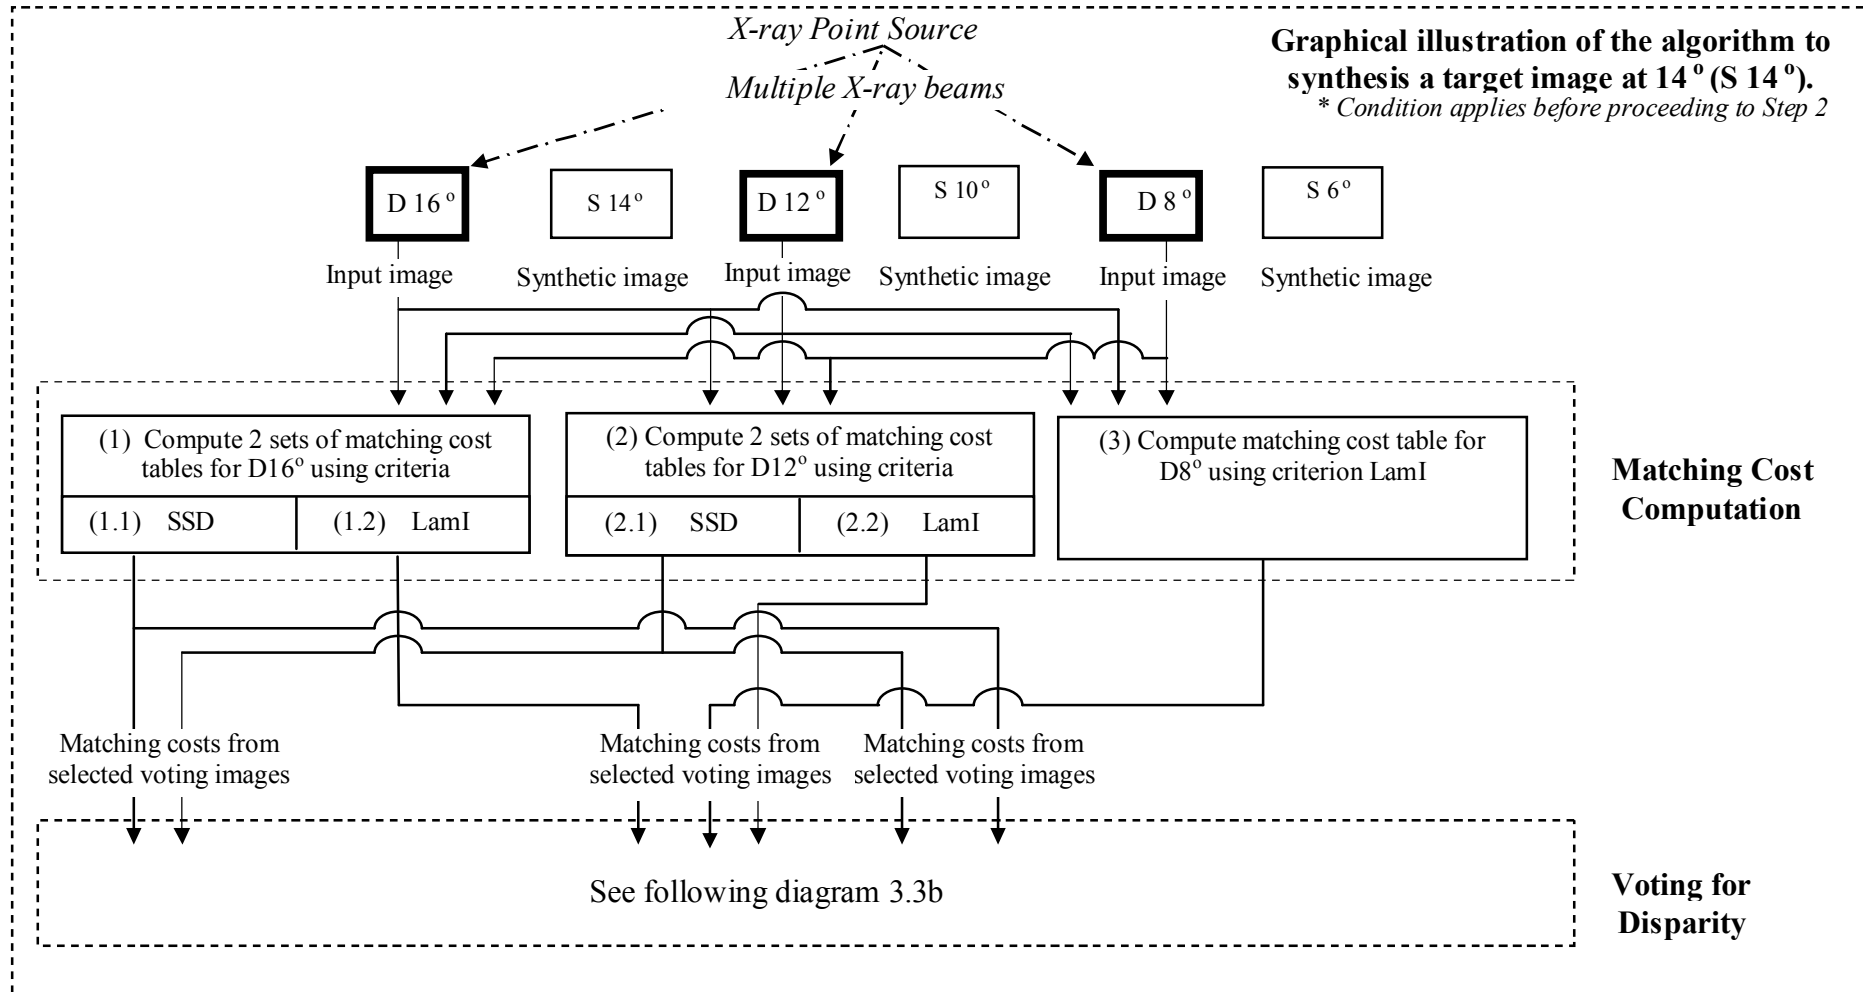 X-ray Point Source
Multiple X-ray beams
Graphical illustration of the algorithm to
synthesis a target image at 14 º (S 14 º).
* Condition applies before proceeding to Step 2
D 16 º
S 14 º
D 12 º
S 10 º
D 8 º
S 6 º
Input image
Synthetic image
Input image
Synthetic image
Input image
Synthetic image
(1) Compute 2 sets of matching cost
tables for D16º using criteria
(1.1) SSD
(1.2) LamI
(2) Compute 2 sets of matching cost
tables for D12º using criteria
(2.1) SSD
(2.2) LamI
(3) Compute matching cost table for
D8º using criterion LamI
Matching Cost
Computation
Matching costs from
selected voting images
Matching costs from
selected voting images
Matching costs from
selected voting images
See following diagram 3.3b
Voting for
Disparity